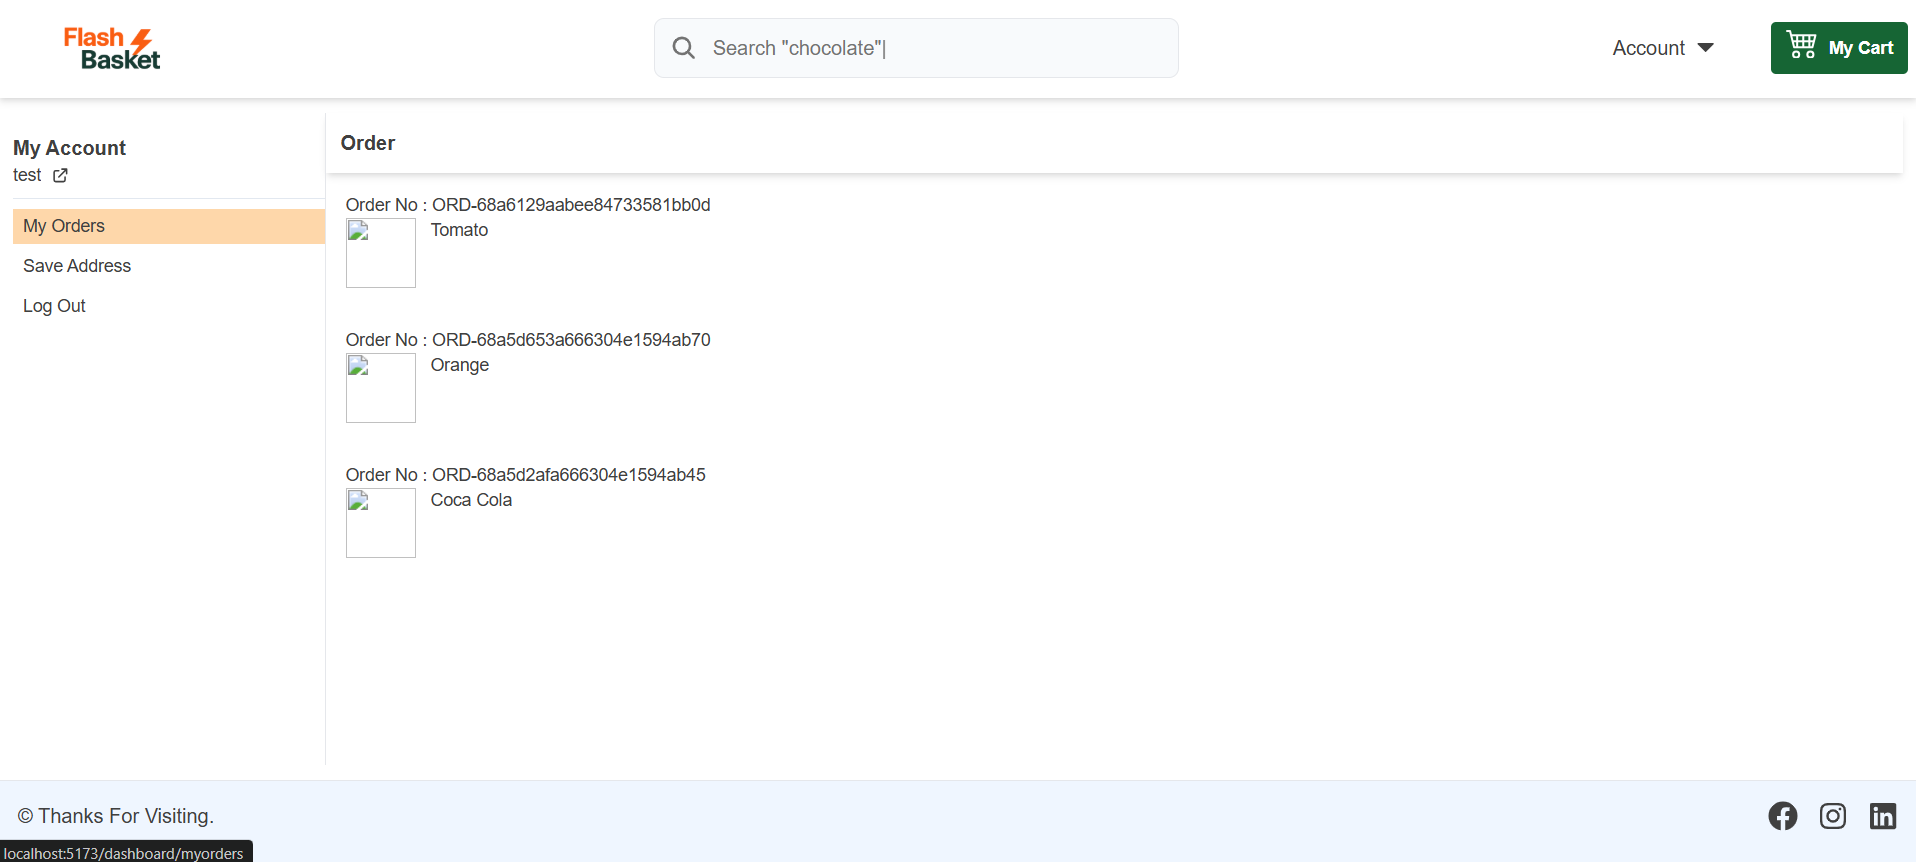 Flash
Basket
Search "chocolate"|
Account
My Cart
My Account
test
My Orders
Save Address
Log Out
Order
Order No : ORD-68a6129aabee84733581bb0d
Tomato
Order No : ORD-68a5d653a666304e1594ab70
Orange
Order No : ORD-68a5d2afa666304e1594ab45
Coca Cola
© Thanks For Visiting.
localhost:5173/dashboard/myorders